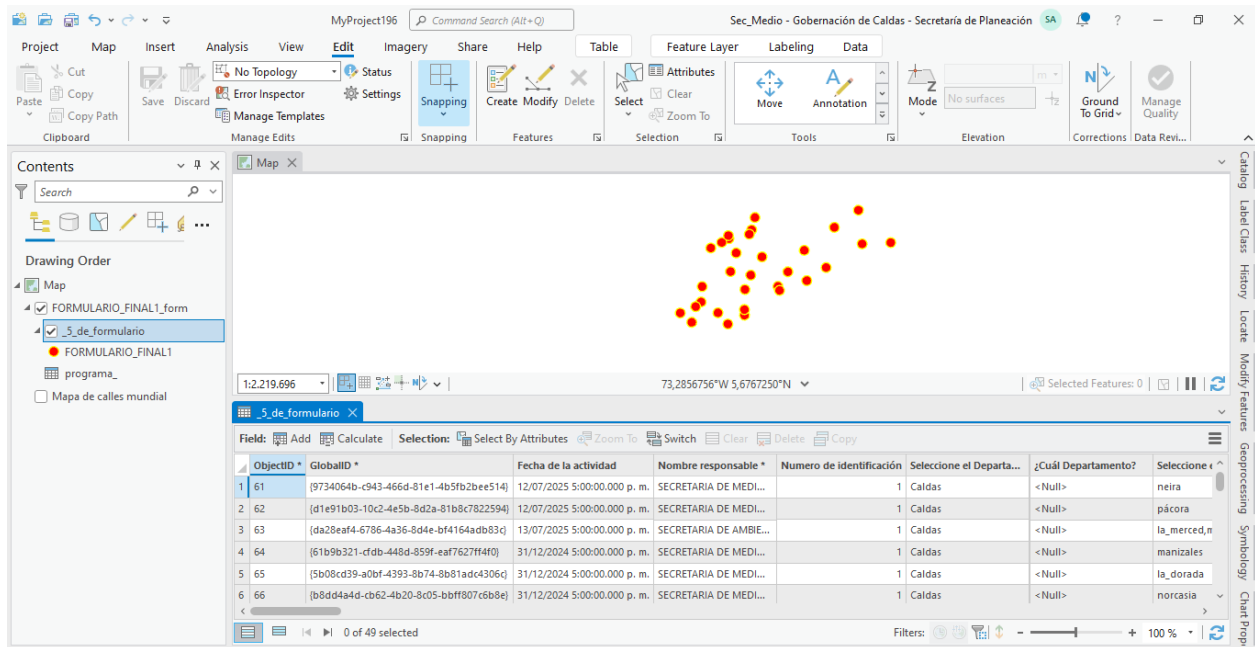 MyProject196
Command Search (Alt+Q)
Sec_Medio - Gobernación de Caldas - Secretaría de Planeación
SA
?
Project Map Insert Analysis View Edit Imagery Share Help Table Feature Layer Labeling Data
Paste
Cut
Copy
Copy Path
Clipboard
Save
Discard
No Topology
Error Inspector
Manage Templates
Status
Settings
Manage Edits
Snapping
Snapping
Create
Modify
Delete
Features
Select
Attributes
Clear
Zoom To
Selection
Move
Annotation
Tools
Mode
No surfaces
m
Elevation
Ground To Grid
Corrections
Manage Quality
Data Revi...
Contents
Search
Drawing Order
Map
FORMULARIO_FINAL1_form
_5_de_formulario
FORMULARIO_FINAL1
programa_
Mapa de calles mundial
Map
1:2.219.696
73,2856756°W 5,6767250°N
Selected Features: 0
_5_de_formulario
Field: Add Calculate Selection: Select By Attributes Zoom To Switch Clear Delete Copy
ObjectID * GlobalID * Fecha de la actividad Nombre responsable * Numero de identificación Seleccione el Departa... ¿Cuál Departamento? Seleccione e
1 61 {9734064b-c943-466d-81e1-4b5fb2bee514} 12/07/2025 5:00:00.000 p. m. SECRETARIA DE MEDI... 1 Caldas <Null> neira
2 62 {d1e91b03-10c2-4e5b-8d2a-81b8c7822594} 12/07/2025 5:00:00.000 p. m. SECRETARIA DE MEDI... 1 Caldas <Null> pácora
3 63 {da28eaf4-6786-4a36-8d4e-bf4164adb83c} 13/07/2025 5:00:00.000 p. m. SECRETARIA DE AMBIE... 1 Caldas <Null> la_merced,m
4 64 {61b9b321-cfdb-448d-859f-eaf7627ff4f0} 31/12/2024 5:00:00.000 p. m. SECRETARIA DE MEDI... 1 Caldas <Null> manizales
5 65 {5b08cd39-a0bf-4393-8b74-8b81adc4306c} 31/12/2024 5:00:00.000 p. m. SECRETARIA DE MEDI... 1 Caldas <Null> la_dorada
6 66 {b8dd4a4d-cb62-4b20-8c05-bbff807c6b8e} 31/12/2024 5:00:00.000 p. m. SECRETARIA DE MEDI... 1 Caldas <Null> norcasia
0 of 49 selected
Filters:
100 %
Catalog
Label Class
History
Locate
Modify Features
Geoprocessing
Symbology
Chart Prop